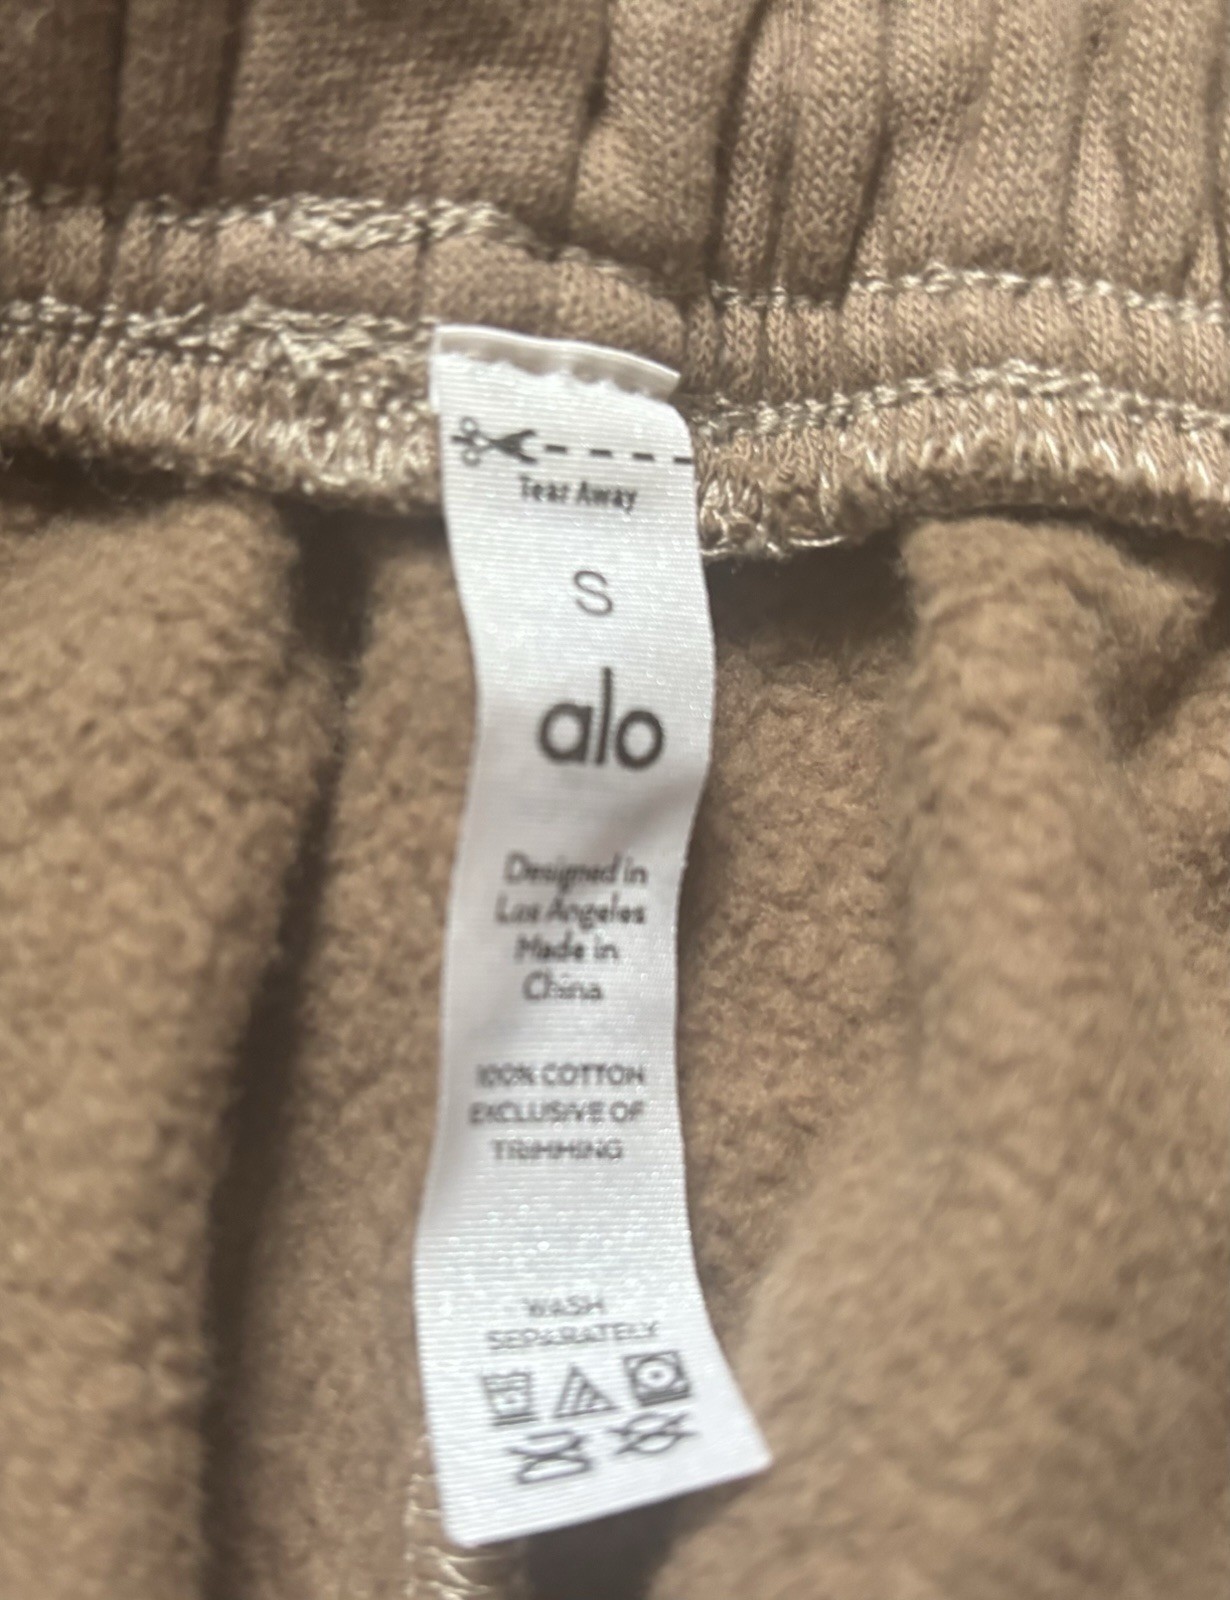 Tear Away
S
alo
Designed in
Los Angeles
Made in
China
100% COTTON
EXCLUSIVE OF
TRIMMING
WASH
SEPARATELY